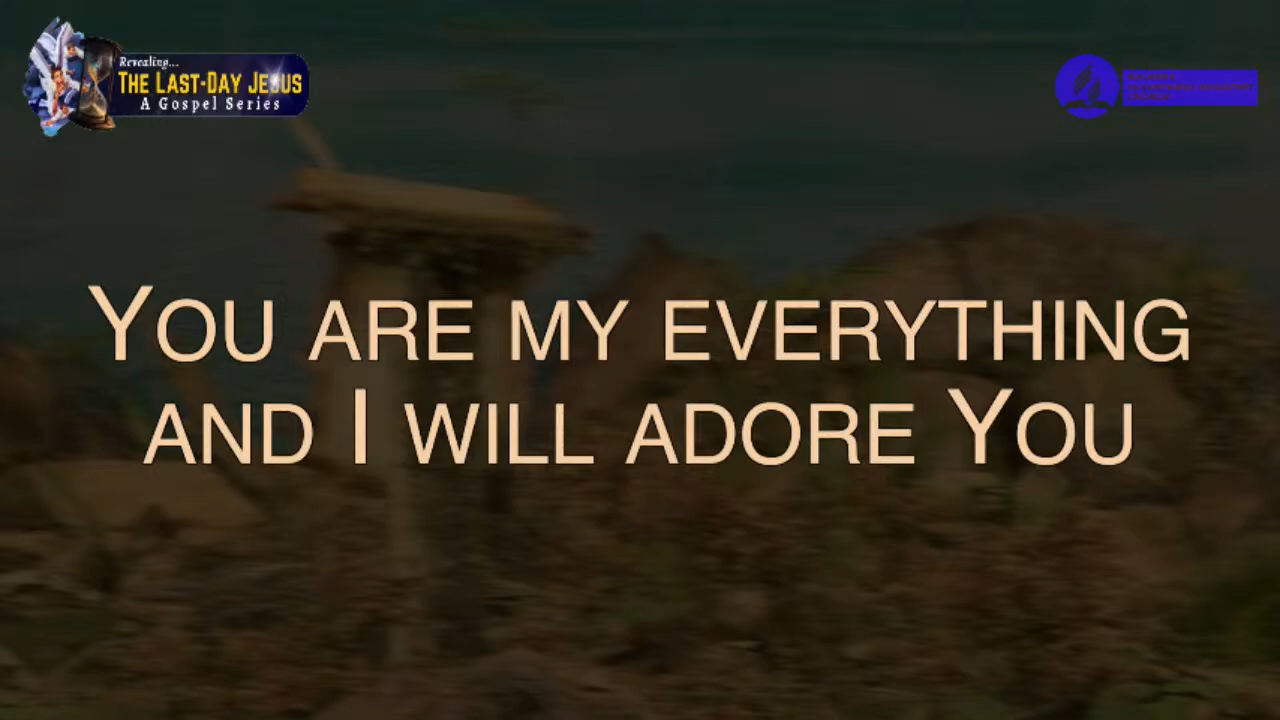 Revealing...
THE LAST-DAY JESUS
A Gospel Series
YOU ARE MY EVERYTHING
AND I WILL ADORE YOU